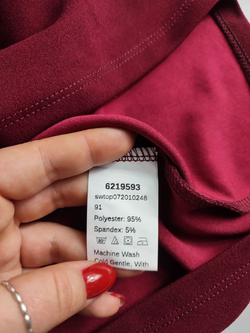 6219593
swtop072010248
91
Polyester: 95%
Spandex: 5%
Machine Wash
Cold Gentle, With